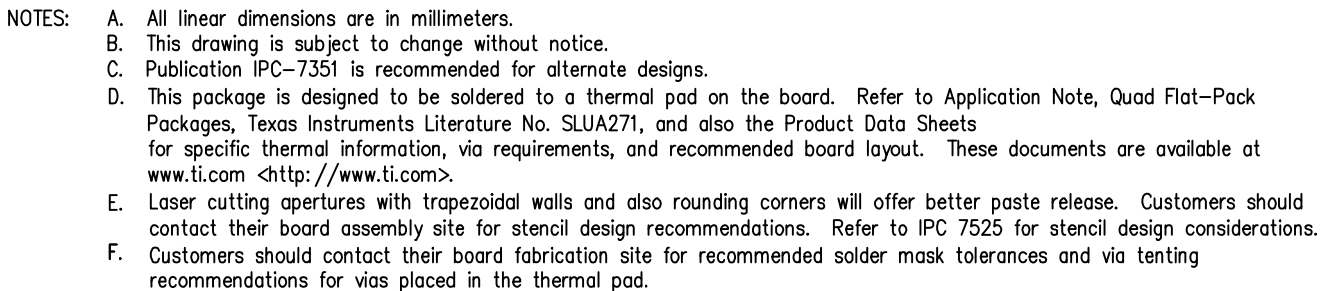 NOTES: A. All linear dimensions are in millimeters.
B. This drawing is subject to change without notice.
C. Publication IPC-7351 is recommended for alternate designs.
D. This package is designed to be soldered to a thermal pad on the board. Refer to Application Note, Quad Flat-Pack
Packages, Texas Instruments Literature No. SLUA271, and also the Product Data Sheets
for specific thermal information, via requirements, and recommended board layout. These documents are available at
www.ti.com <http://www.ti.com>.
E. Laser cutting apertures with trapezoidal walls and also rounding corners will offer better paste release. Customers should
contact their board assembly site for stencil design recommendations. Refer to IPC 7525 for stencil design considerations.
F. Customers should contact their board fabrication site for recommended solder mask tolerances and via tenting
recommendations for vias placed in the thermal pad.